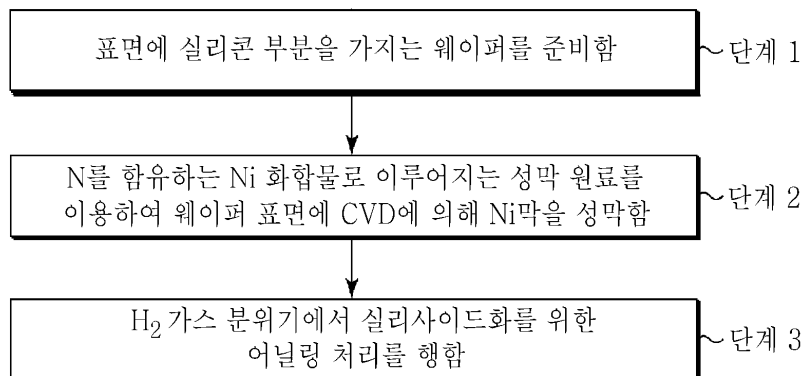 표면에 실리콘 부분을 가지는 웨이퍼를 준비함
단계 1
N를 함유하는 Ni 화합물로 이루어지는 성막 원료를
이용하여 웨이퍼 표면에 CVD에 의해 Ni막을 성막함
단계 2
H₂ 가스 분위기에서 실리사이드화를 위한
어닐링 처리를 행함
단계 3